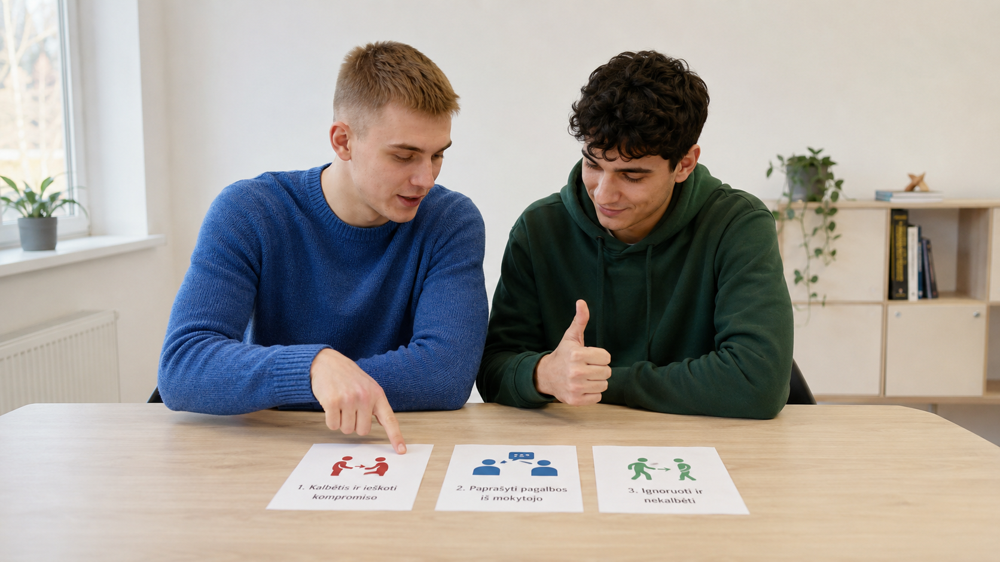 1. Kalbėtis ir ieškoti
kompromiso
2. Paprašyti pagalbos
iš mokytojo
3. Ignoruoti ir
nekalbėti